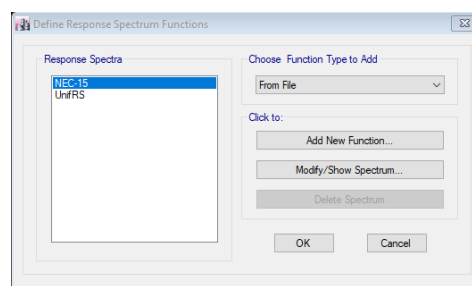 Define Response Spectrum Functions
Response Spectra
NEC-15
UnifRS
Choose Function Type to Add
From File
Click to:
Add New Function...
Modify/Show Spectrum...
Delete Spectrum
OK
Cancel